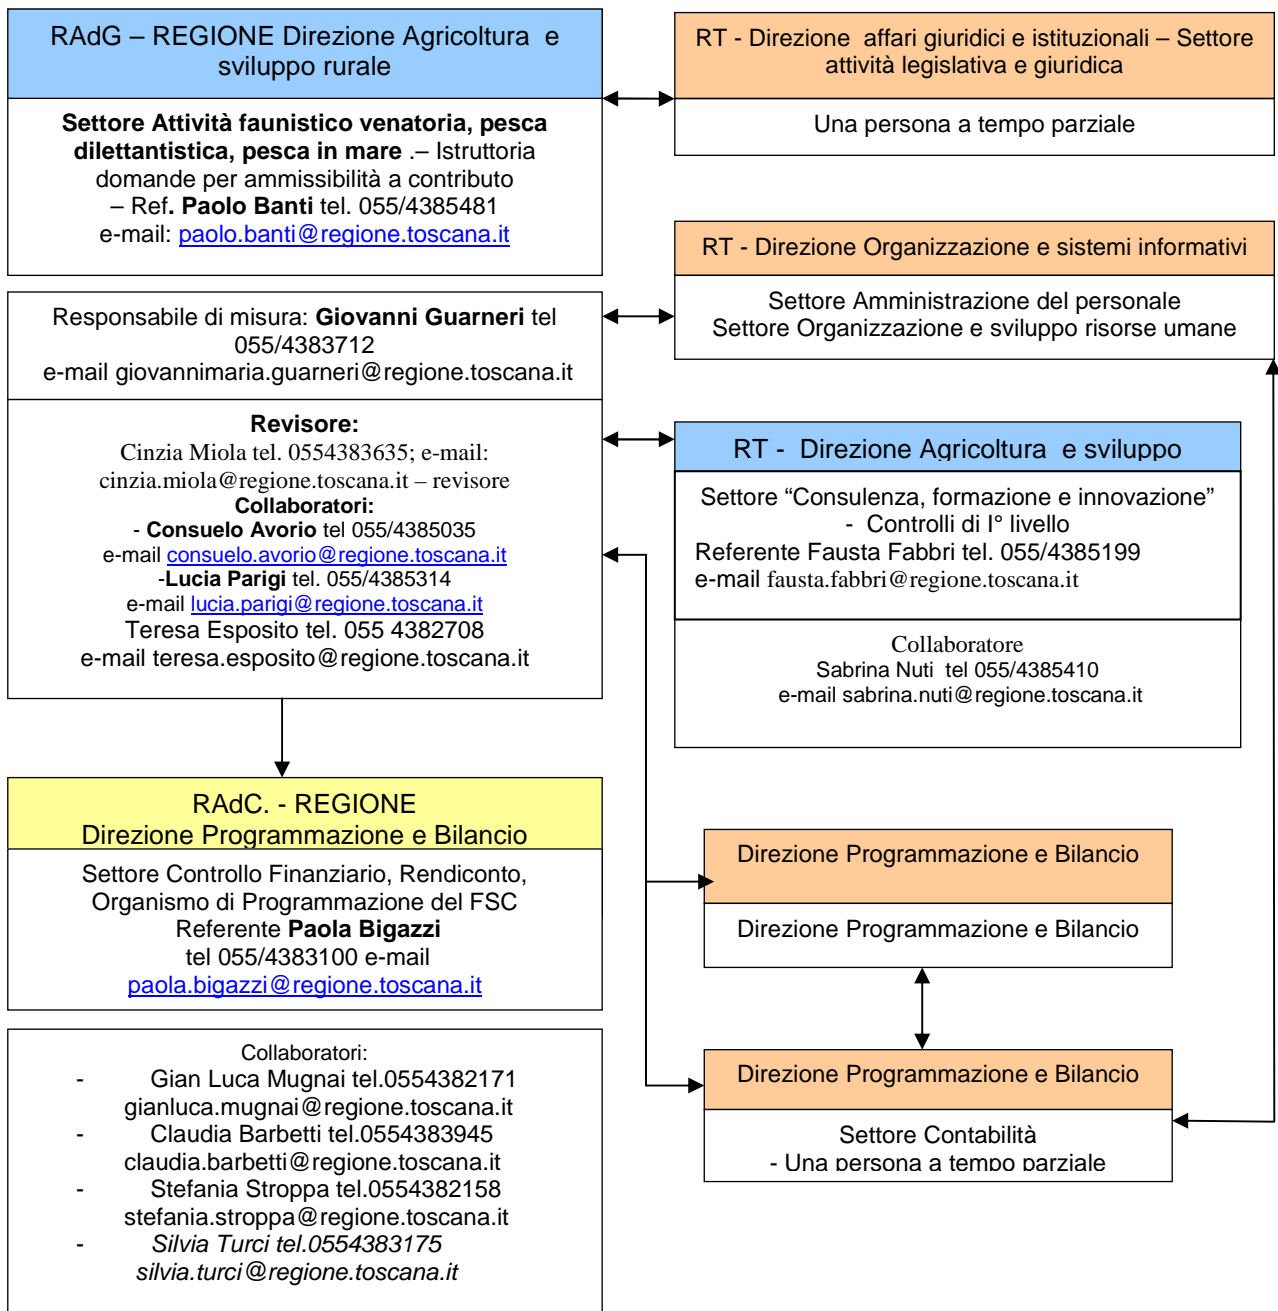 RAdG – REGIONE Direzione Agricoltura e
sviluppo rurale
Settore Attività faunistico venatoria, pesca
dilettantistica, pesca in mare .– Istruttoria
domande per ammissibilità a contributo
– Ref. Paolo Banti tel. 055/4385481
e-mail: paolo.banti@regione.toscana.it
RT - Direzione affari giuridici e istituzionali – Settore
attività legislativa e giuridica
Una persona a tempo parziale
RT - Direzione Organizzazione e sistemi informativi
Settore Amministrazione del personale
Settore Organizzazione e sviluppo risorse umane
Responsabile di misura: Giovanni Guarneri tel
055/4383712
e-mail giovannimaria.guarneri@regione.toscana.it
Revisore:
Cinzia Miola tel. 0554383635; e-mail:
cinzia.miola@regione.toscana.it – revisore
Collaboratori:
- Consuelo Avorio tel 055/4385035
e-mail consuelo.avorio@regione.toscana.it
-Lucia Parigi tel. 055/4385314
e-mail lucia.parigi@regione.toscana.it
Teresa Esposito tel. 055 4382708
e-mail teresa.esposito@regione.toscana.it
RT - Direzione Agricoltura e sviluppo
Settore “Consulenza, formazione e innovazione”
- Controlli di I° livello
Referente Fausta Fabbri tel. 055/4385199
e-mail fausta.fabbri@regione.toscana.it
Collaboratore
Sabrina Nuti tel 055/4385410
e-mail sabrina.nuti@regione.toscana.it
RAdC. - REGIONE
Direzione Programmazione e Bilancio
Settore Controllo Finanziario, Rendiconto,
Organismo di Programmazione del FSC
Referente Paola Bigazzi
tel 055/4383100 e-mail
paola.bigazzi@regione.toscana.it
Direzione Programmazione e Bilancio
Direzione Programmazione e Bilancio
Direzione Programmazione e Bilancio
Settore Contabilità
- Una persona a tempo parziale
Collaboratori:
- Gian Luca Mugnai tel.0554382171
gianluca.mugnai@regione.toscana.it
- Claudia Barbetti tel.0554383945
claudia.barbetti@regione.toscana.it
- Stefania Stroppa tel.0554382158
stefania.stroppa@regione.toscana.it
- Silvia Turci tel.0554383175
silvia.turci@regione.toscana.it